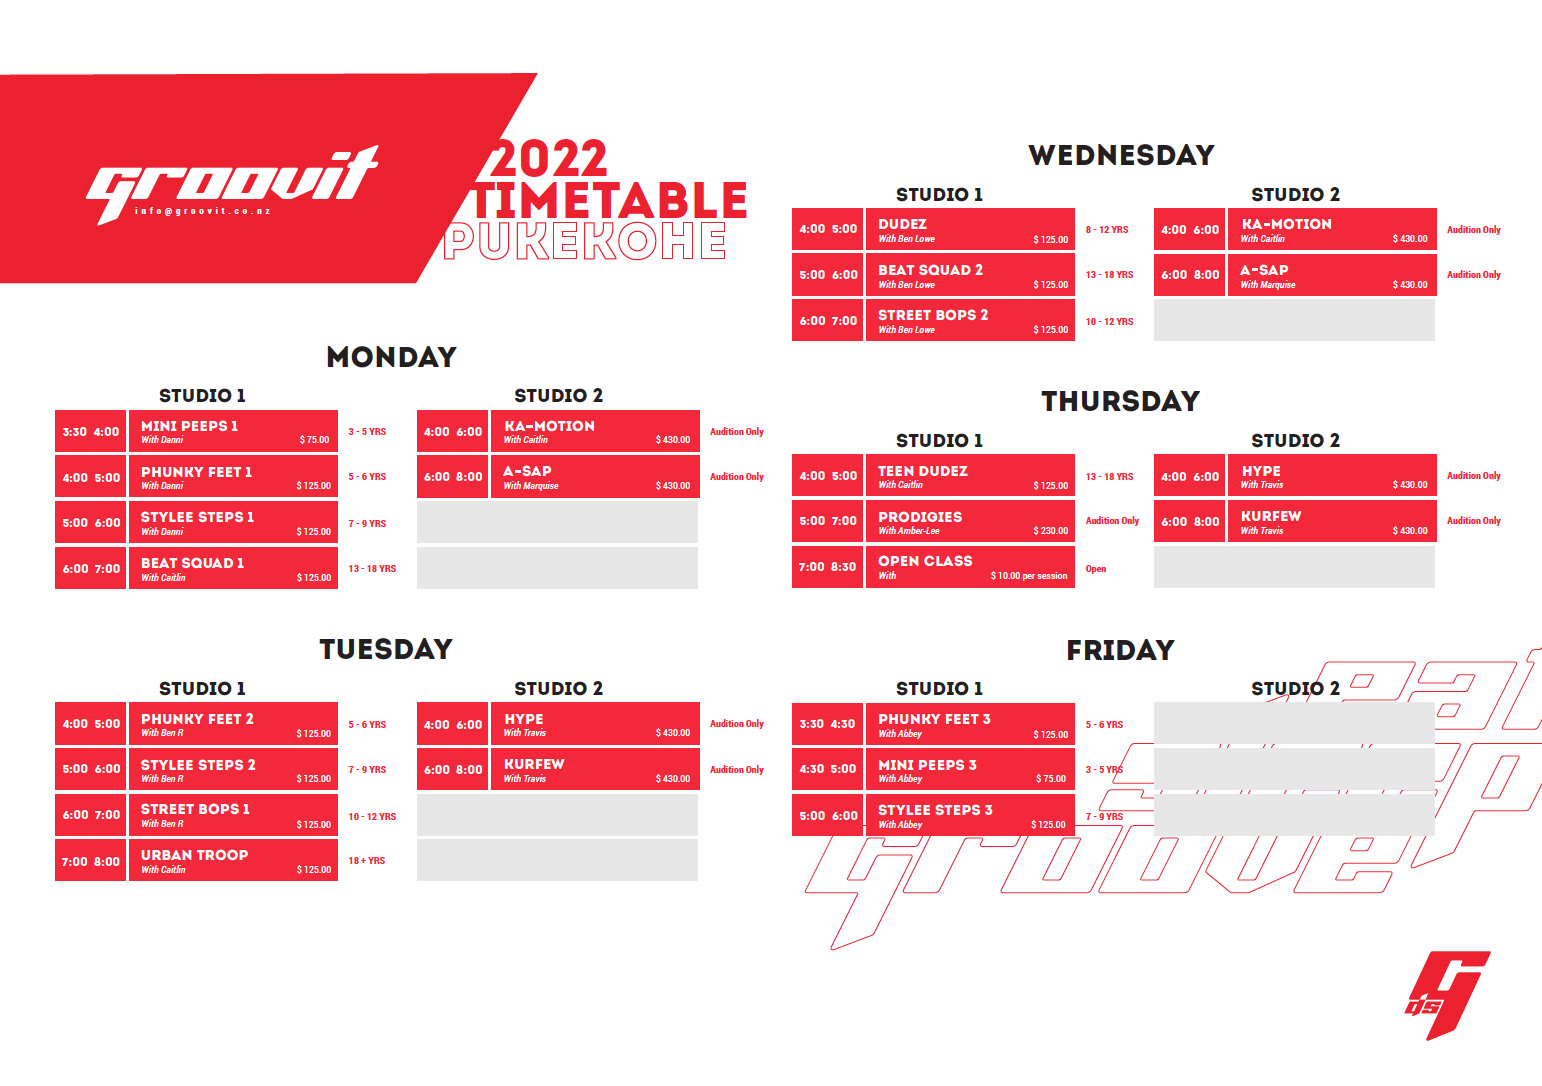 groovit
info@groovit.co.nz
2022
TIMETABLE
PUKEKOHE
MONDAY
STUDIO 1
3:30 4:00 MINI PEEPS 1 3 - 5 YRS
With Danni $ 75.00
4:00 5:00 PHUNKY FEET 1 5 - 6 YRS
With Danni $ 125.00
5:00 6:00 STYLEE STEPS 1 7 - 9 YRS
With Danni $ 125.00
6:00 7:00 BEAT SQUAD 1 13 - 18 YRS
With Caitlin $ 125.00
STUDIO 2
4:00 6:00 KA-MOTION Audition Only
With Caitlin $ 430.00
6:00 8:00 A-SAP Audition Only
With Marquise $ 430.00
TUESDAY
STUDIO 1
4:00 5:00 PHUNKY FEET 2 5 - 6 YRS
With Ben R $ 125.00
5:00 6:00 STYLEE STEPS 2 7 - 9 YRS
With Ben R $ 125.00
6:00 7:00 STREET BOPS 1 10 - 12 YRS
With Ben R $ 125.00
7:00 8:00 URBAN TROOP 18 + YRS
With Caitlin $ 125.00
STUDIO 2
4:00 6:00 HYPE Audition Only
With Travis $ 430.00
6:00 8:00 KURFEW Audition Only
With Travis $ 430.00
WEDNESDAY
STUDIO 1
4:00 5:00 DUDEZ 8 - 12 YRS
With Ben Lowe $ 125.00
5:00 6:00 BEAT SQUAD 2 13 - 18 YRS
With Ben Lowe $ 125.00
6:00 7:00 STREET BOPS 2 10 - 12 YRS
With Ben Lowe $ 125.00
STUDIO 2
4:00 6:00 KA-MOTION Audition Only
With Caitlin $ 430.00
6:00 8:00 A-SAP Audition Only
With Marquise $ 430.00
THURSDAY
STUDIO 1
4:00 5:00 TEEN DUDEZ 13 - 18 YRS
With Caitlin $ 125.00
5:00 7:00 PRODIGIES Audition Only
With Amber-Lee $ 230.00
7:00 8:30 OPEN CLASS Open
With $ 10.00 per session
STUDIO 2
4:00 6:00 HYPE Audition Only
With Travis $ 430.00
6:00 8:00 KURFEW Audition Only
With Travis $ 430.00
FRIDAY
STUDIO 1
3:30 4:30 PHUNKY FEET 3 5 - 6 YRS
With Abbey $ 125.00
4:30 5:00 MINI PEEPS 3 3 - 5 YRS
With Abbey $ 75.00
5:00 6:00 STYLEE STEPS 3 7 - 9 YRS
With Abbey $ 125.00
STUDIO 2
groove
g
ds